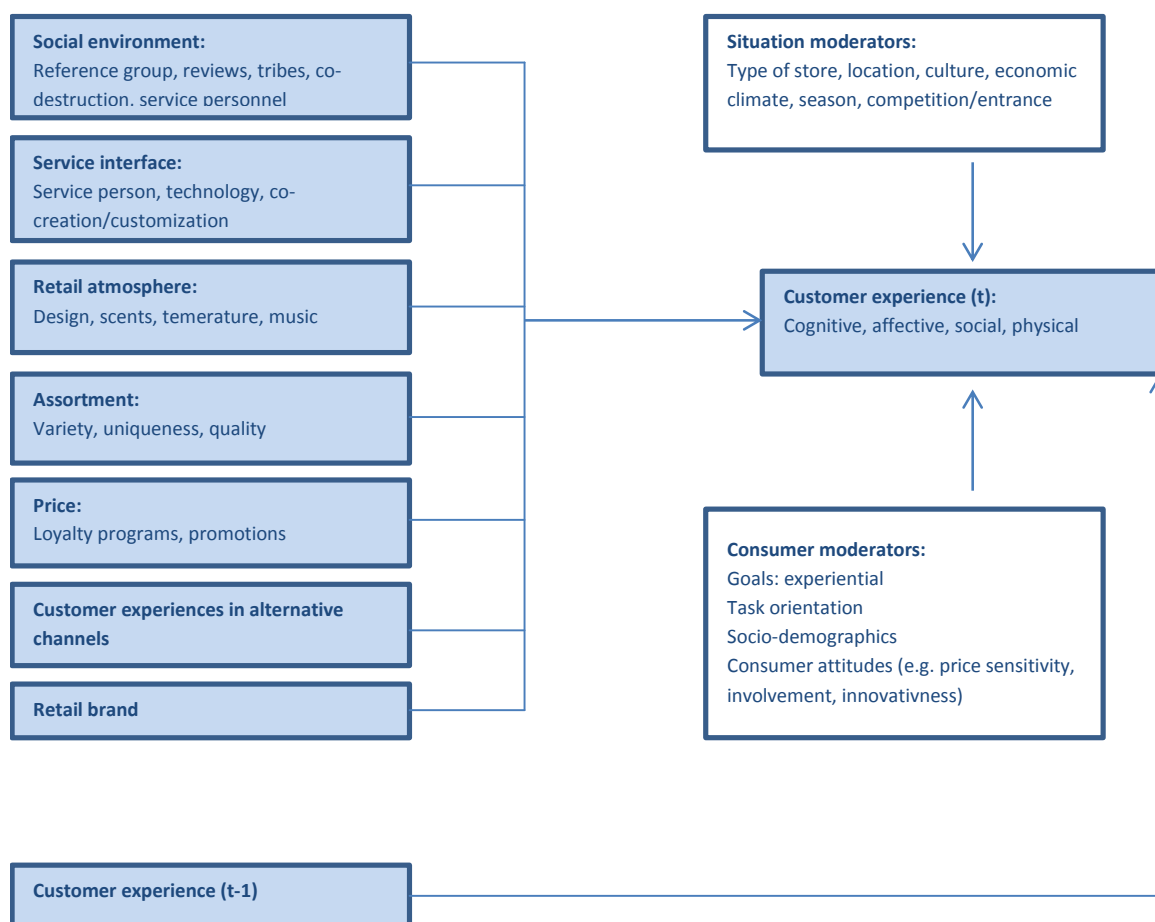 Social environment:
Reference group, reviews, tribes, co-
destruction, service personnel
Service interface:
Service person, technology, co-
creation/customization
Retail atmosphere:
Design, scents, temerature, music
Assortment:
Variety, uniqueness, quality
Price:
Loyalty programs, promotions
Customer experiences in alternative
channels
Retail brand
Customer experience (t-1)
Situation moderators:
Type of store, location, culture, economic
climate, season, competition/entrance
Customer experience (t):
Cognitive, affective, social, physical
Consumer moderators:
Goals: experiential
Task orientation
Socio-demographics
Consumer attitudes (e.g. price sensitivity,
involvement, innovativness)